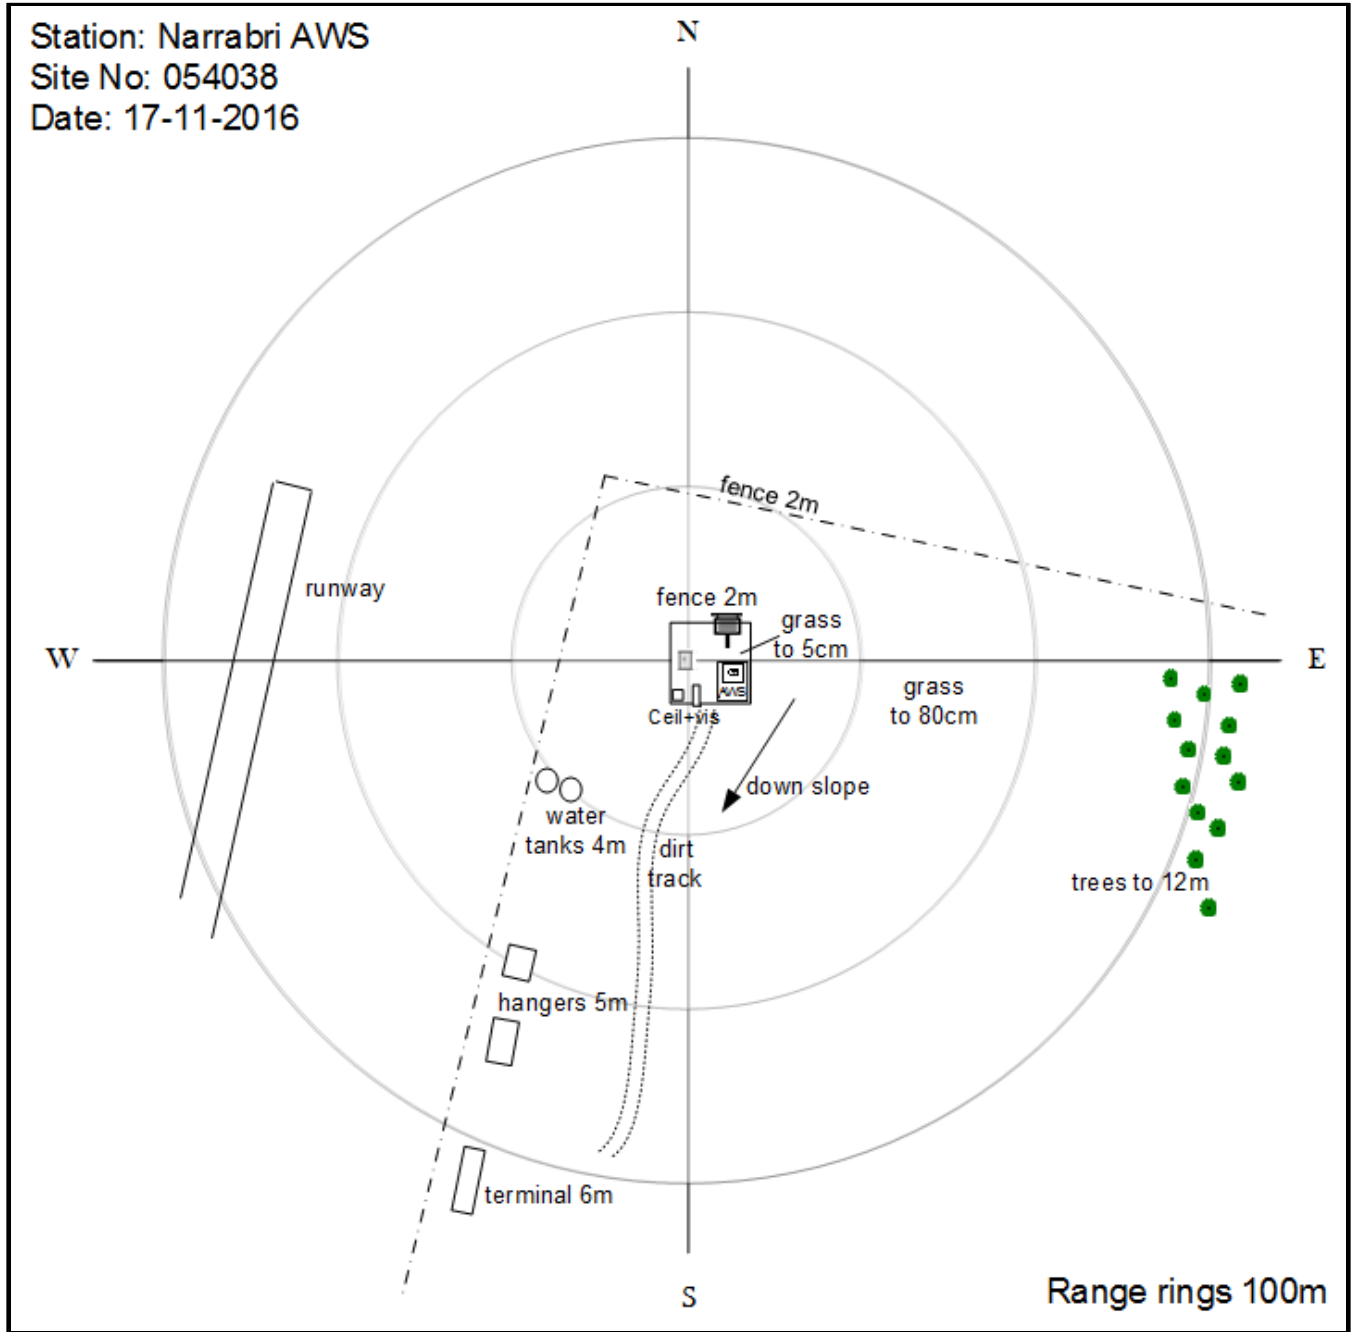 Station: Narrabri AWS
Site No: 054038
Date: 17-11-2016
N
fence 2m
runway
fence 2m
grass
to 5cm
W
E
grass
to 80cm
AWS
Ceil+vis
down slope
water
tanks 4m
dirt
track
trees to 12m
hangers 5m
terminal 6m
S
Range rings 100m